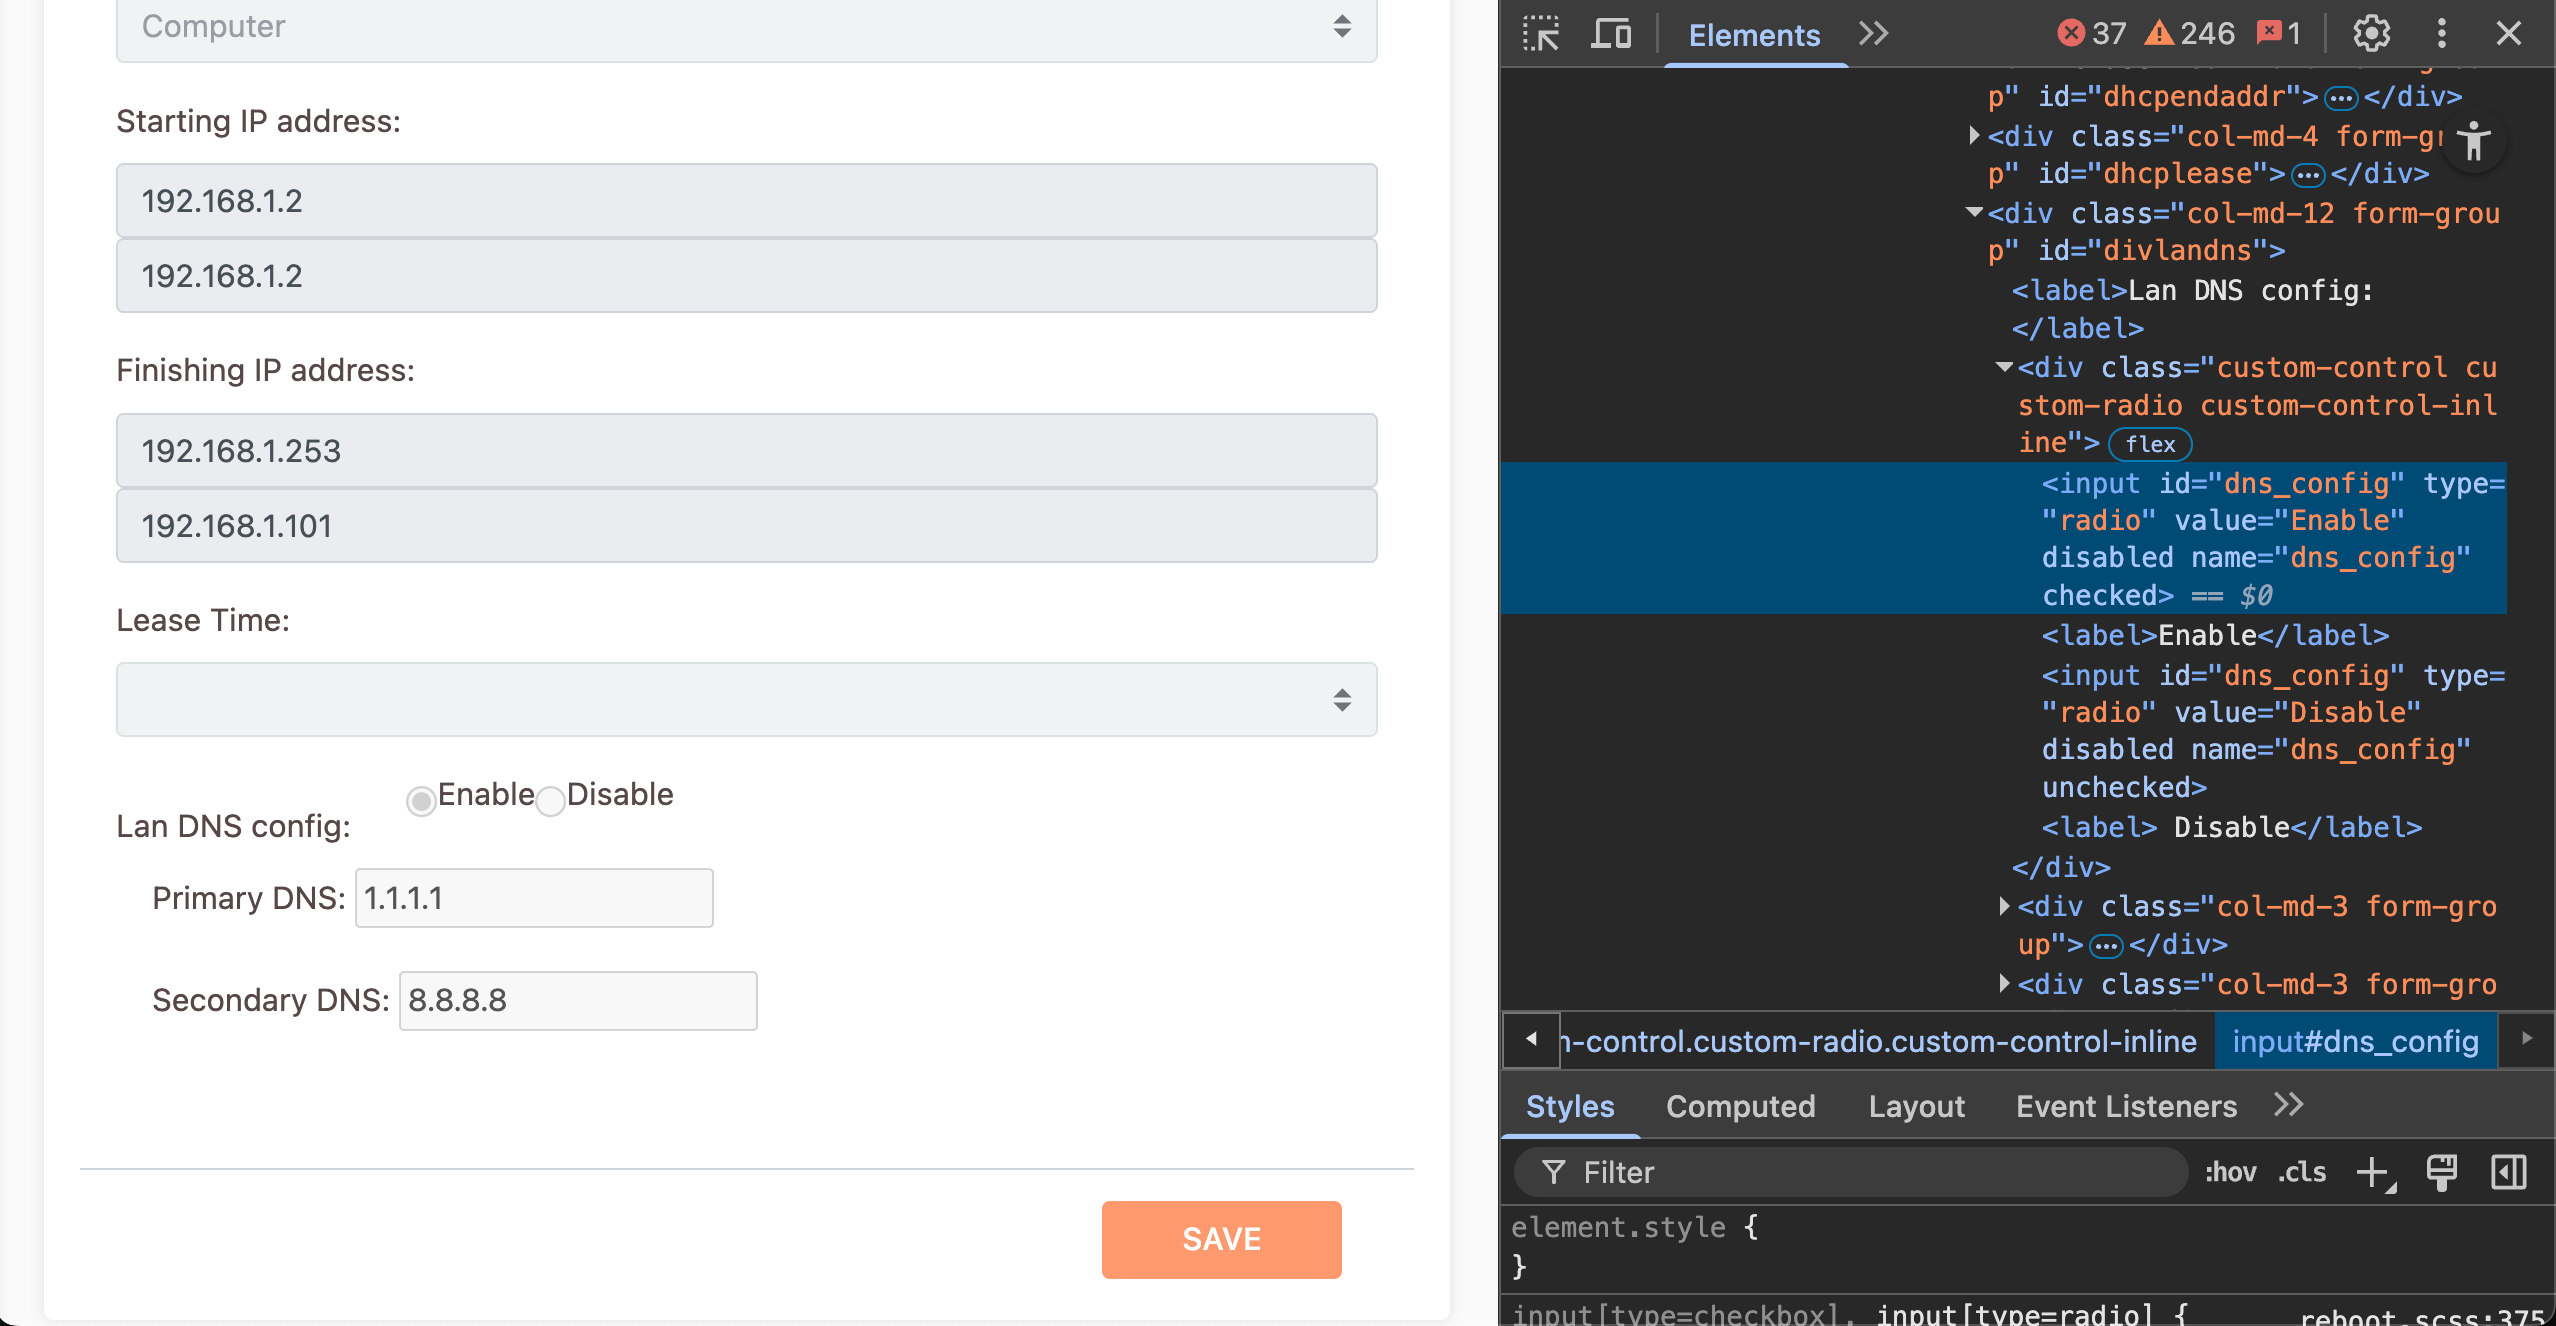 Computer
Starting IP address:
192.168.1.2
192.168.1.2
Finishing IP address:
192.168.1.253
192.168.1.101
Lease Time:
Enable Disable
Lan DNS config:
Primary DNS: 1.1.1.1
Secondary DNS: 8.8.8.8
SAVE
Elements 37 246 1
p" id="dhcpendaddr">…</div>
<div class="col-md-4 form-gr
p" id="dhcplease">…</div>
<div class="col-md-12 form-grou
p" id="divlandns">
<label>Lan DNS config:
</label>
<div class="custom-control cu
stom-radio custom-control-inl
ine"> flex
<input id="dns_config" type=
"radio" value="Enable"
disabled name="dns_config"
checked> == $0
<label>Enable</label>
<input id="dns_config" type=
"radio" value="Disable"
disabled name="dns_config"
unchecked>
<label> Disable</label>
</div>
<div class="col-md-3 form-gro
up">…</div>
<div class="col-md-3 form-gro
-control.custom-radio.custom-control-inline input#dns_config
Styles Computed Layout Event Listeners
Filter :hov .cls
element.style {
}
input[type=checkbox], input[type=radio] { reboot.scss:375